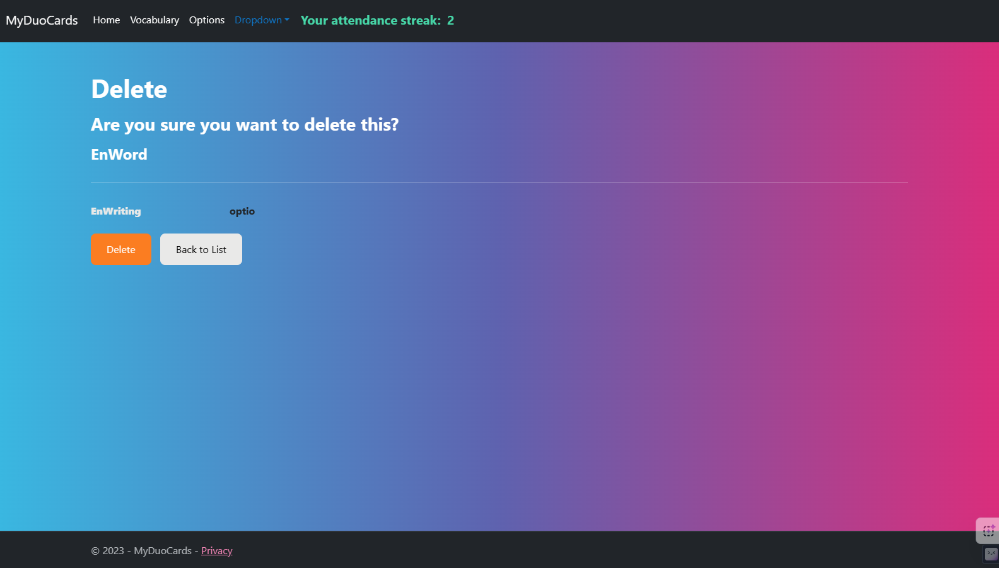 MyDuoCards Home Vocabulary Options Dropdown Your attendance streak: 2
Delete
Are you sure you want to delete this?
EnWord
EnWriting optio
Delete Back to List
© 2023 - MyDuoCards - Privacy